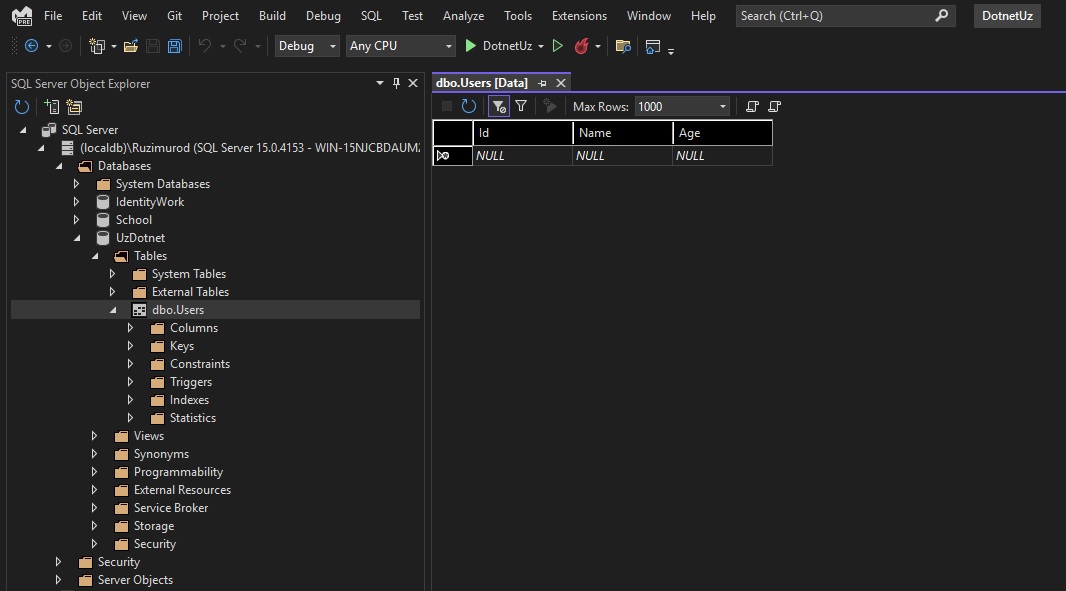 File Edit View Git Project Build Debug SQL Test Analyze Tools Extensions Window Help Search (Ctrl+Q) DotnetUz
PRE
Debug Any CPU DotnetUz
SQL Server Object Explorer
dbo.Users [Data]
Max Rows: 1000
SQL Server
(localdb)\Ruzimurod (SQL Server 15.0.4153 - WIN-15NJCBDAUM
Databases
System Databases
IdentityWork
School
UzDotnet
Tables
System Tables
External Tables
dbo.Users
Columns
Keys
Constraints
Triggers
Indexes
Statistics
Views
Synonyms
Programmability
External Resources
Service Broker
Storage
Security
Security
Server Objects
Id Name Age
NULL NULL NULL